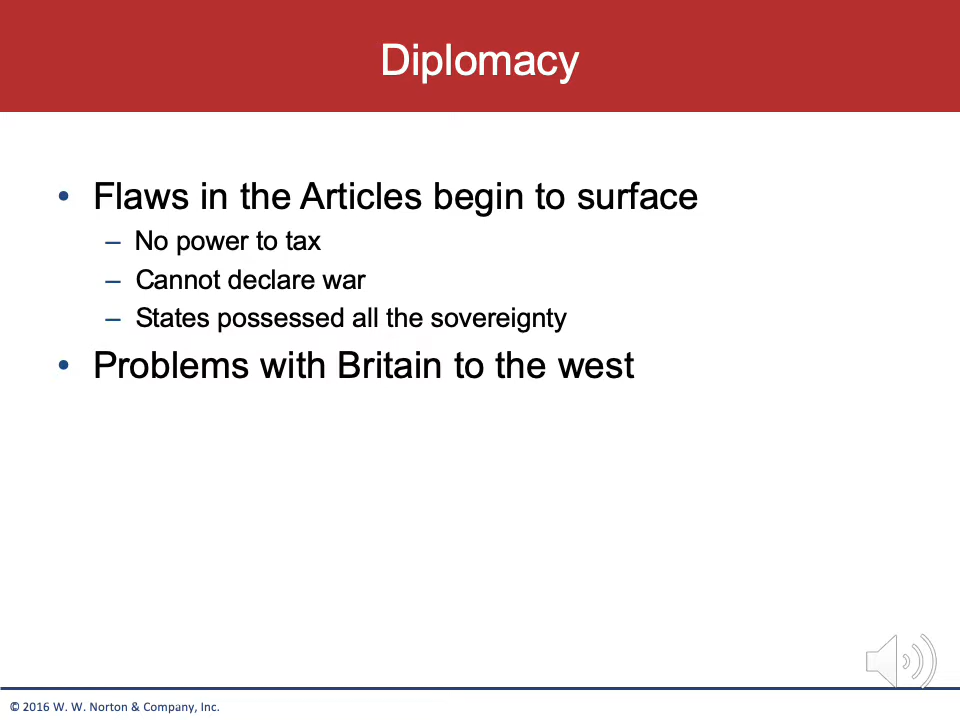 Diplomacy
• Flaws in the Articles begin to surface
– No power to tax
– Cannot declare war
– States possessed all the sovereignty
• Problems with Britain to the west
© 2016 W. W. Norton & Company, Inc.